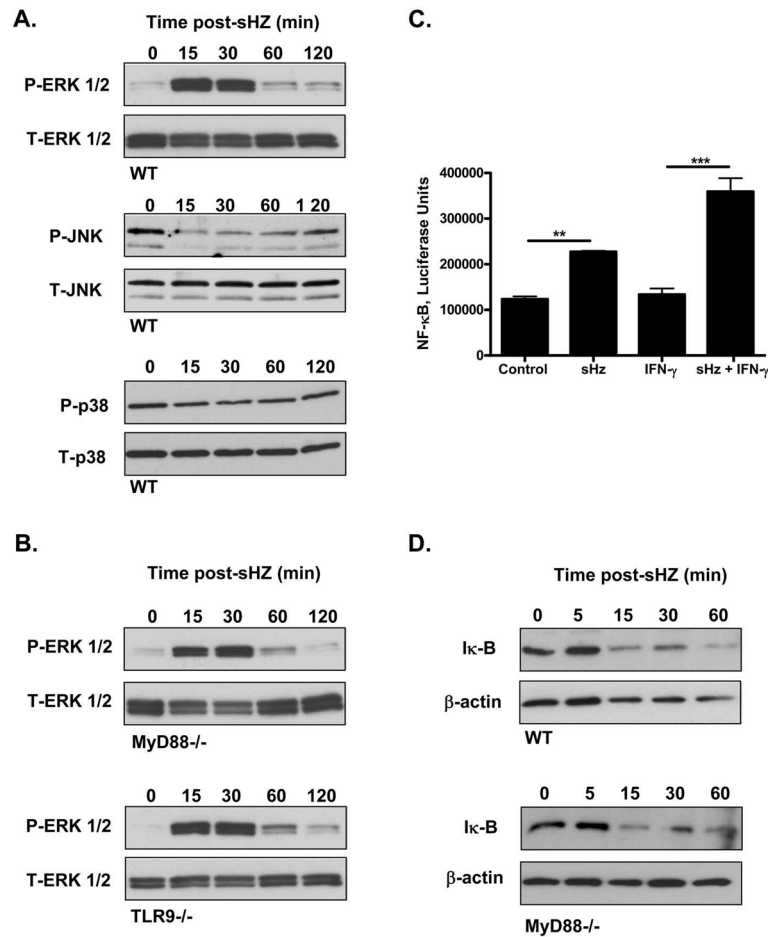 A.
Time post-sHZ (min)
0 15 30 60 120
P-ERK 1/2
T-ERK 1/2
WT
0 15 30 60 1 20
P-JNK
T-JNK
WT
0 15 30 60 120
P-p38
T-p38
WT
B.
Time post-sHZ (min)
0 15 30 60 120
P-ERK 1/2
T-ERK 1/2
MyD88-/-
0 15 30 60 120
P-ERK 1/2
T-ERK 1/2
TLR9-/-
C.
NF-κB, Luciferase Units
400000
300000
200000
100000
0
**
***
Control sHz IFN-γ sHz + IFN-γ
D.
Time post-sHZ (min)
0 5 15 30 60
Iκ-B
β-actin
WT
0 5 15 30 60
Iκ-B
β-actin
MyD88-/-